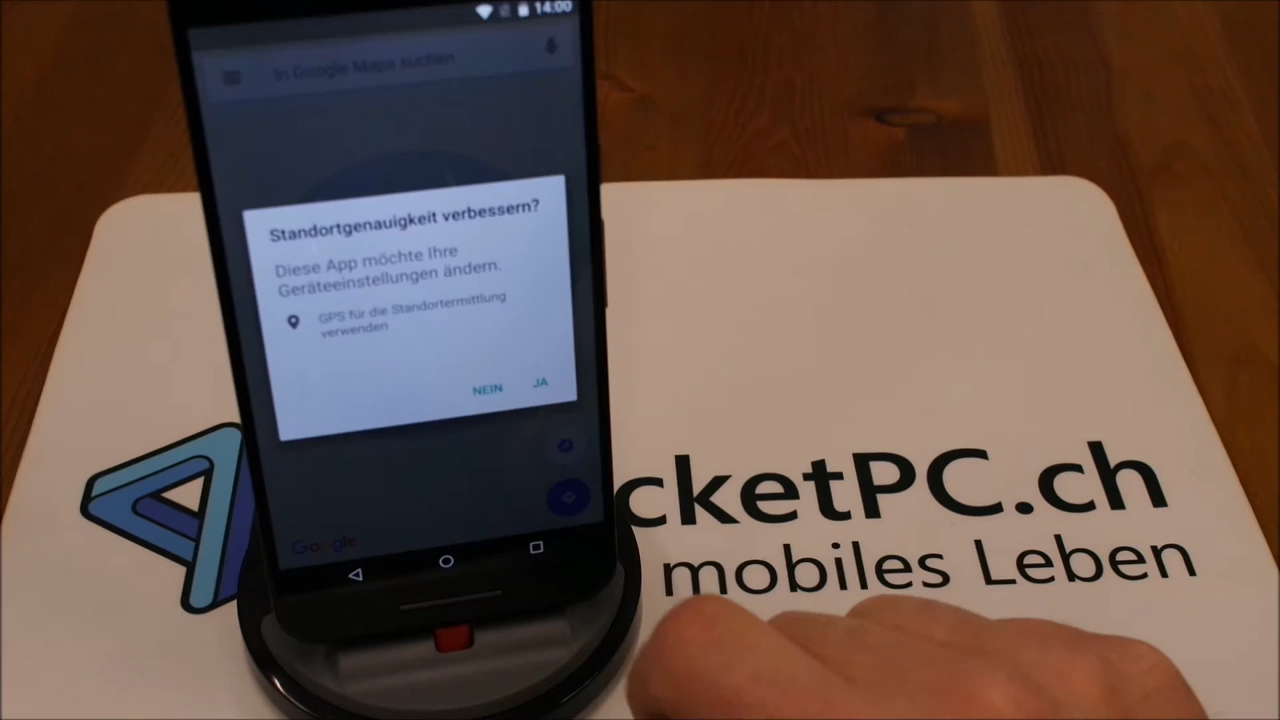 14:00
In Google Maps suchen
Standortgenauigkeit verbessern?
Diese App möchte Ihre
Geräteeinstellungen ändern.
GPS für die Standortermittlung
verwenden
NEIN JA
Google
cketPC.ch
mobiles Leben